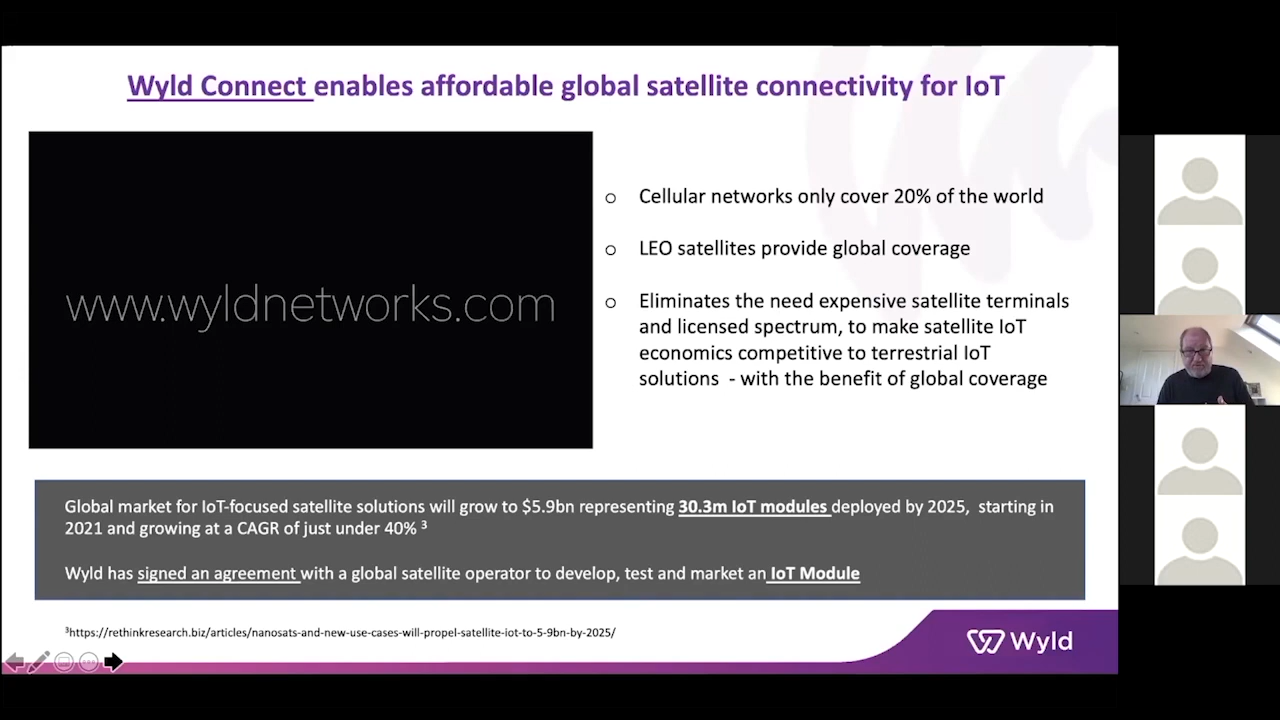 Wyld Connect enables affordable global satellite connectivity for IoT
www.wyldnetworks.com
o Cellular networks only cover 20% of the world
o LEO satellites provide global coverage
o Eliminates the need expensive satellite terminals
and licensed spectrum, to make satellite IoT
economics competitive to terrestrial IoT
solutions - with the benefit of global coverage
Global market for IoT-focused satellite solutions will grow to $5.9bn representing 30.3m IoT modules deployed by 2025, starting in
2021 and growing at a CAGR of just under 40% ³
Wyld has signed an agreement with a global satellite operator to develop, test and market an IoT Module
³https://rethinkresearch.biz/articles/nanosats-and-new-use-cases-will-propel-satellite-iot-to-5-9bn-by-2025/
Wyld